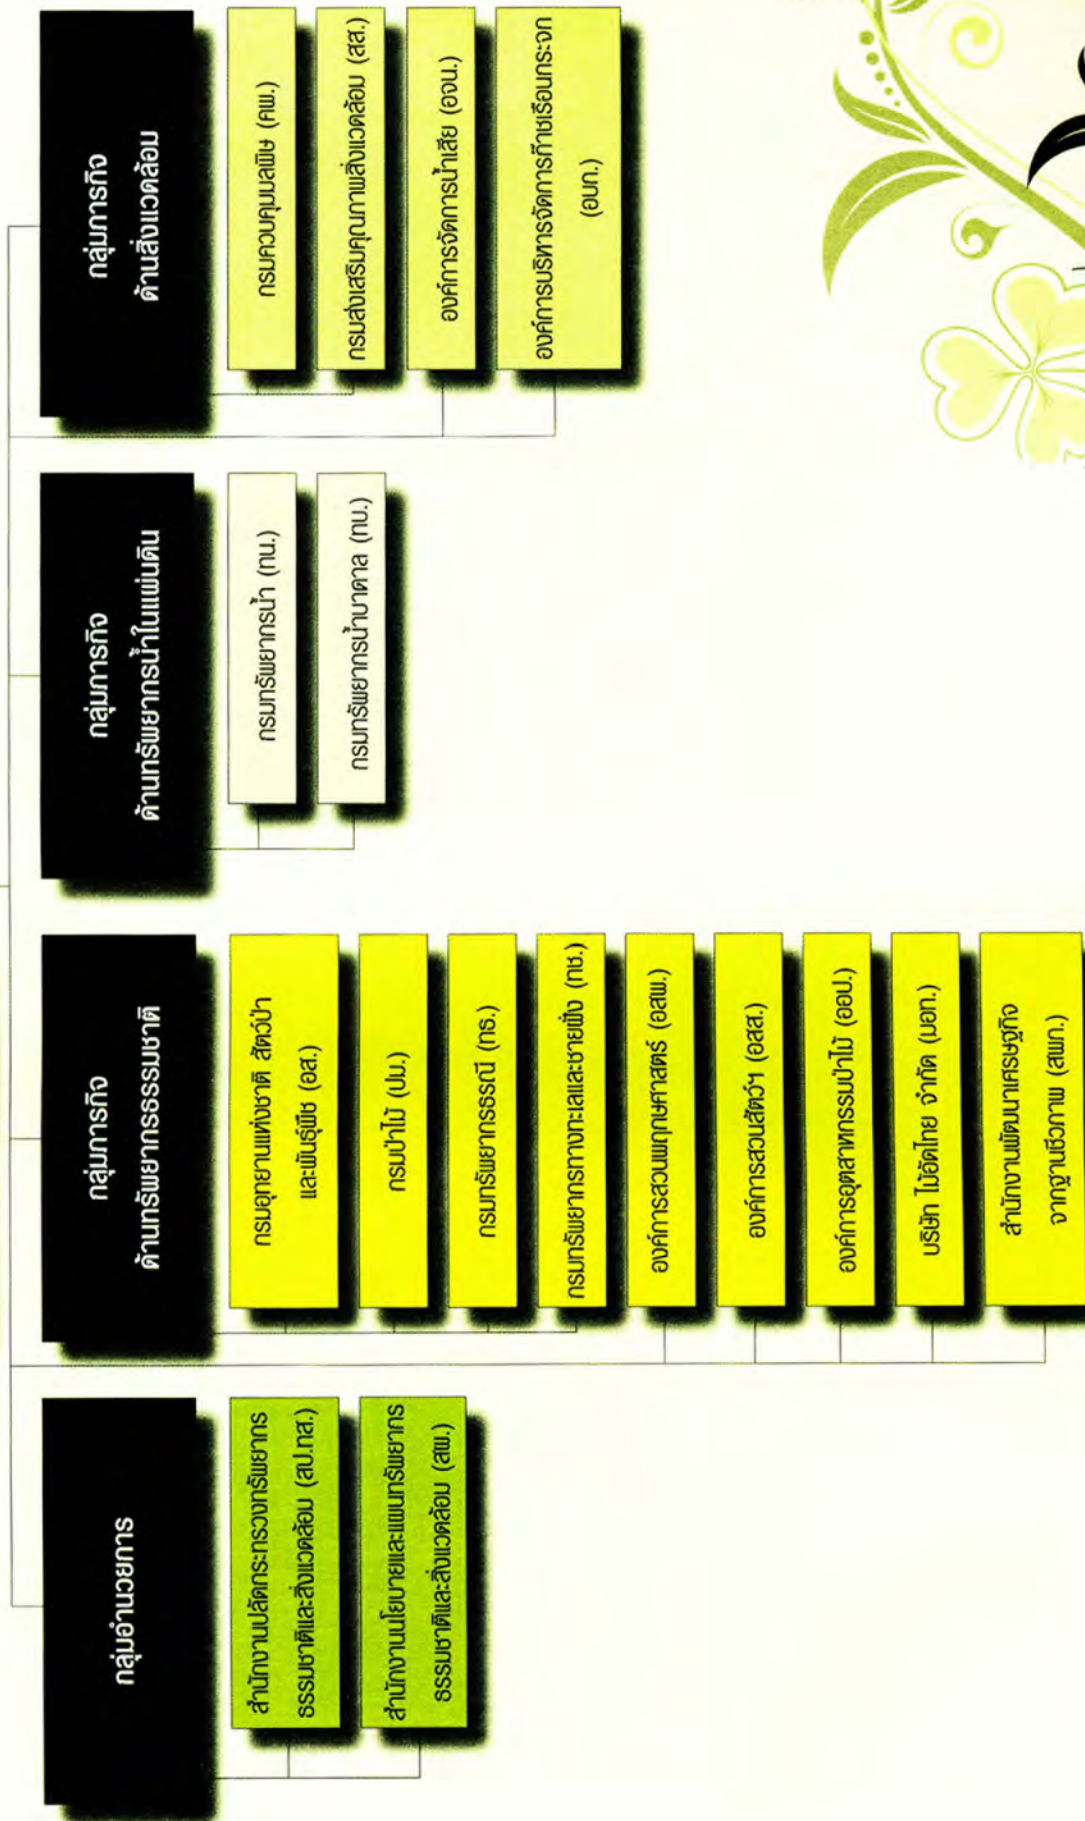 กลุ่มอำนวยการ
สำนักงานปลัดกระทรวงทรัพยากร
ธรรมชาติและสิ่งแวดล้อม (สป.ทส.)
สำนักงานนโยบายและแผนทรัพยากร
ธรรมชาติและสิ่งแวดล้อม (สผ.)
กลุ่มภารกิจ
ด้านทรัพยากรธรรมชาติ
กรมอุทยานแห่งชาติ สัตว์ป่า
และพันธุ์พืช (อส.)
กรมป่าไม้ (ปม.)
กรมทรัพยากรธรณี (ทธ.)
กรมทรัพยากรทางทะเลและชายฝั่ง (ทช.)
องค์การสวนพฤกษศาสตร์ (อสพ.)
องค์การสวนสัตว์ฯ (อสส.)
องค์การอุตสาหกรรมป่าไม้ (ออป.)
บริษัท ไม้อัดไทย จำกัด (มอท.)
สำนักงานพัฒนาเศรษฐกิจ
จากฐานชีวภาพ (สพภ.)
กลุ่มภารกิจ
ด้านทรัพยากรน้ำในแผ่นดิน
กรมทรัพยากรน้ำ (ทน.)
กรมทรัพยากรน้ำบาดาล (ทบ.)
กลุ่มภารกิจ
ด้านสิ่งแวดล้อม
กรมควบคุมมลพิษ (คพ.)
กรมส่งเสริมคุณภาพสิ่งแวดล้อม (สส.)
องค์การจัดการน้ำเสีย (อจน.)
องค์การบริหารจัดการก๊าซเรือนกระจก
(อบก.)